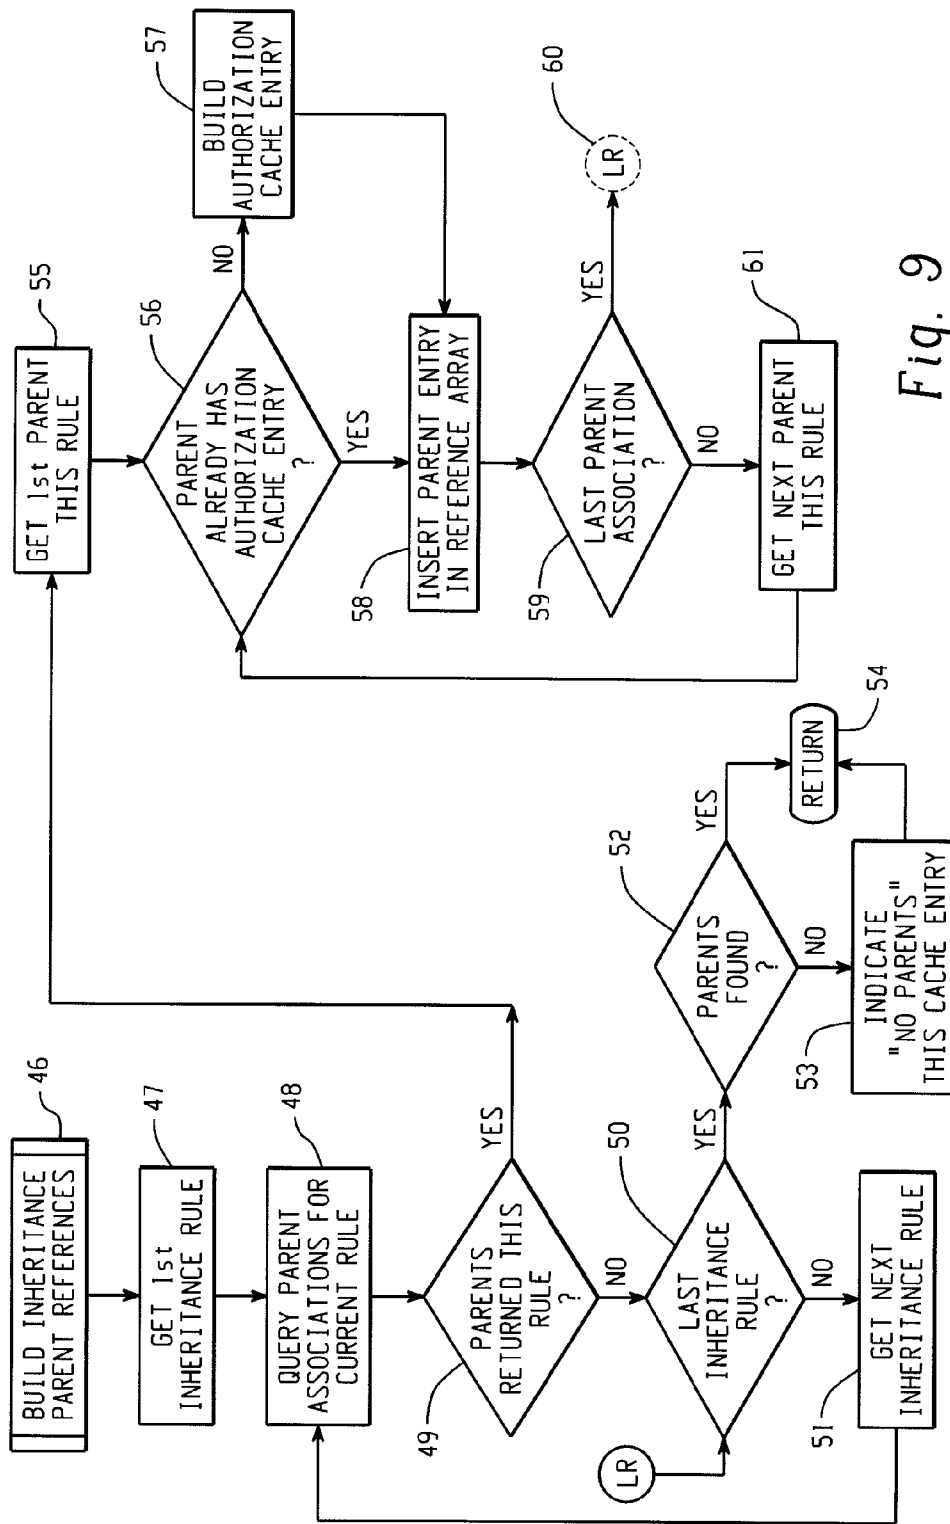 46
BUILD INHERITANCE
PARENT REFERENCES
47
GET 1st
INHERITANCE RULE
48
QUERY PARENT
ASSOCIATIONS FOR
CURRENT RULE
49
PARENTS
RETURNED THIS
RULE
?
YES
NO
LR
50
LAST
INHERITANCE
RULE
?
YES
NO
51
GET NEXT
INHERITANCE RULE
52
PARENTS
FOUND
?
YES
NO
53
INDICATE
"NO PARENTS"
THIS CACHE ENTRY
RETURN
54
55
GET 1st PARENT
THIS RULE
56
PARENT
ALREADY HAS
AUTHORIZATION
CACHE ENTRY
?
NO
YES
57
BUILD
AUTHORIZATION
CACHE ENTRY
58
INSERT PARENT ENTRY
IN REFERENCE ARRAY
59
LAST PARENT
ASSOCIATION
?
YES
NO
60
LR
61
GET NEXT PARENT
THIS RULE
Fig. 9